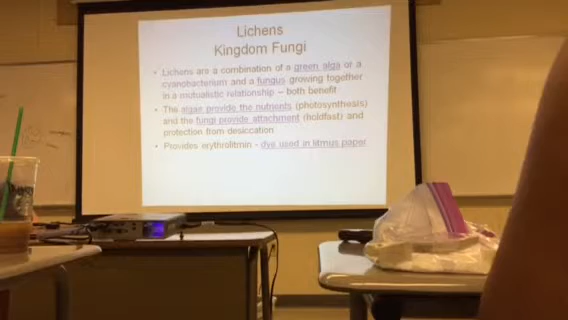 Lichens
Kingdom Fungi
• Lichens are a combination of a green alga or a
cyanobacterium and a fungus growing together
in a mutualistic relationship – both benefit
• The algae provide the nutrients (photosynthesis)
and the fungi provide attachment (holdfast) and
protection from desiccation
• Provides erythrolitmin - dye used in litmus paper